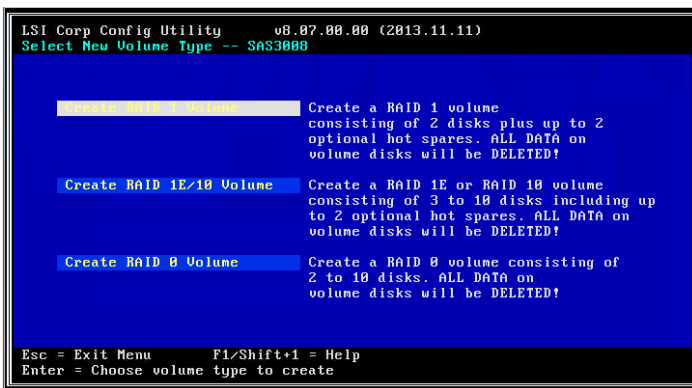 LSI Corp Config Utility v8.07.00.00 (2013.11.11)
Select New Volume Type -- SAS3008
Create RAID 1 Volume Create a RAID 1 volume
consisting of 2 disks plus up to 2
optional hot spares. ALL DATA on
volume disks will be DELETED!
Create RAID 1E/10 Volume Create a RAID 1E or RAID 10 volume
consisting of 3 to 10 disks including up
to 2 optional hot spares. ALL DATA on
volume disks will be DELETED!
Create RAID 0 Volume Create a RAID 0 volume consisting of
2 to 10 disks. ALL DATA on
volume disks will be DELETED!
Esc = Exit Menu F1/Shift+1 = Help
Enter = Choose volume type to create